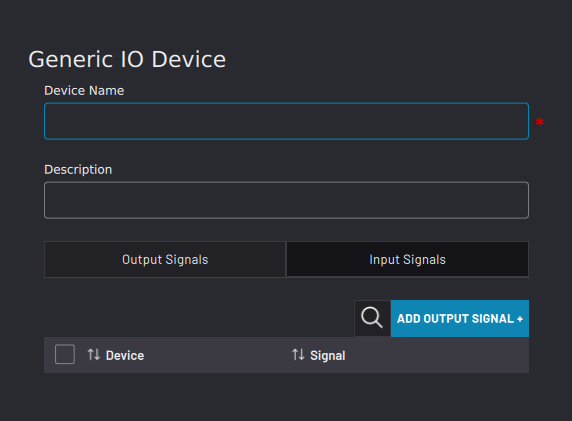 Generic IO Device
Device Name
*
Description
Output Signals Input Signals
ADD OUTPUT SIGNAL +
Device Signal